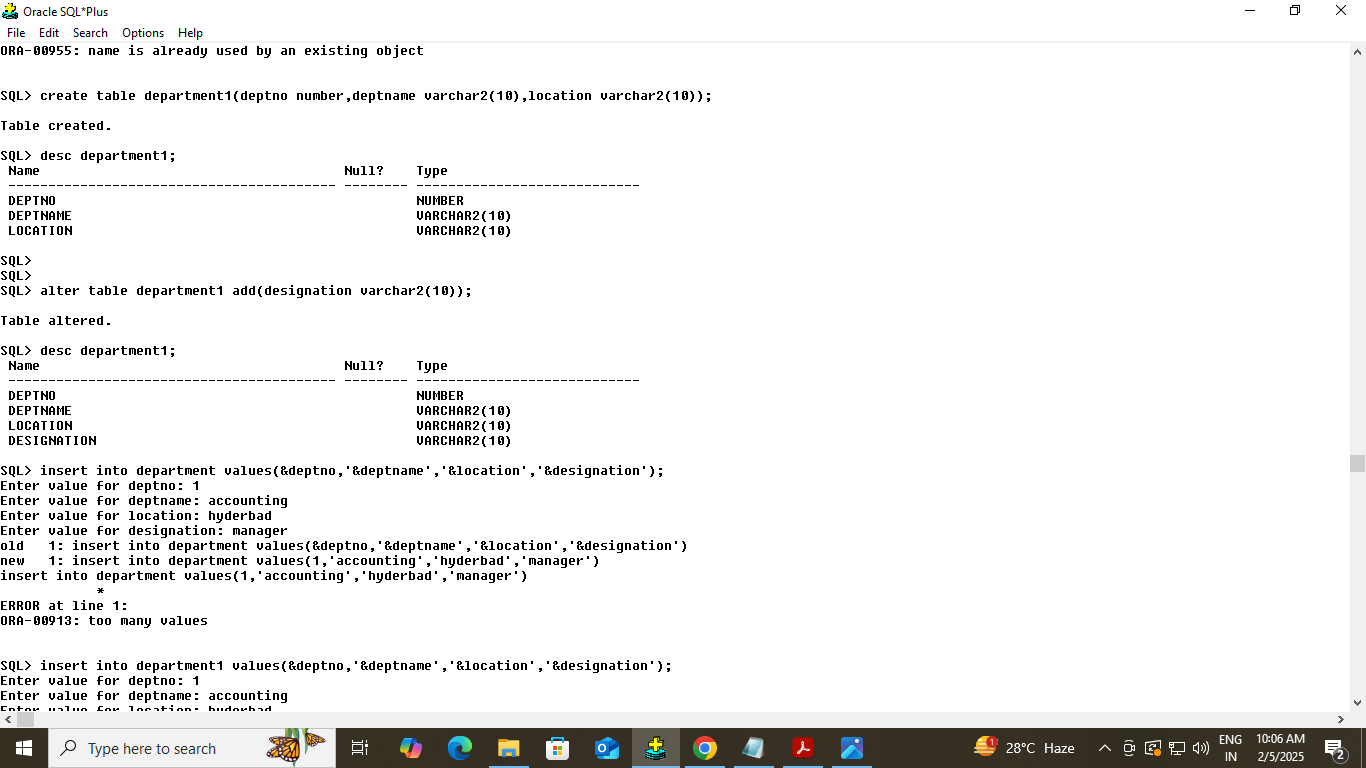 Oracle SQL*Plus
File Edit Search Options Help
ORA-00955: name is already used by an existing object
SQL> create table department1(deptno number,deptname varchar2(10),location varchar2(10));
Table created.
SQL> desc department1;
Name Null? Type
----------------------------------------- -------- ----------------------------
DEPTNO NUMBER
DEPTNAME VARCHAR2(10)
LOCATION VARCHAR2(10)
SQL>
SQL>
SQL> alter table department1 add(designation varchar2(10));
Table altered.
SQL> desc department1;
Name Null? Type
----------------------------------------- -------- ----------------------------
DEPTNO NUMBER
DEPTNAME VARCHAR2(10)
LOCATION VARCHAR2(10)
DESIGNATION VARCHAR2(10)
SQL> insert into department values(&deptno,'&deptname','&location','&designation');
Enter value for deptno: 1
Enter value for deptname: accounting
Enter value for location: hyderbad
Enter value for designation: manager
old 1: insert into department values(&deptno,'&deptname','&location','&designation')
new 1: insert into department values(1,'accounting','hyderbad','manager')
insert into department values(1,'accounting','hyderbad','manager')
*
ERROR at line 1:
ORA-00913: too many values
SQL> insert into department1 values(&deptno,'&deptname','&location','&designation');
Enter value for deptno: 1
Enter value for deptname: accounting
Enter value for location: hyderbad
Type here to search
1
28°C Haze
ENG
IN
10:06 AM
2/5/2025
2